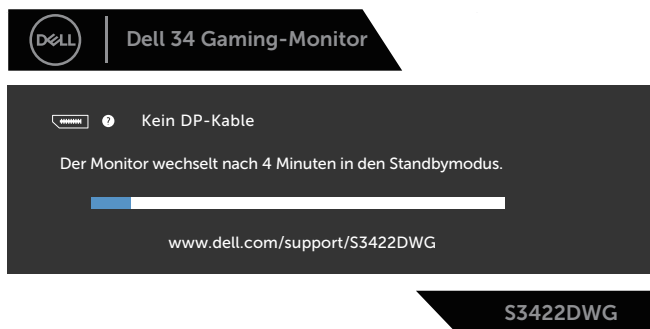 DELL
Dell 34 Gaming-Monitor
? Kein DP-Kable
Der Monitor wechselt nach 4 Minuten in den Standbymodus.
www.dell.com/support/S3422DWG
S3422DWG